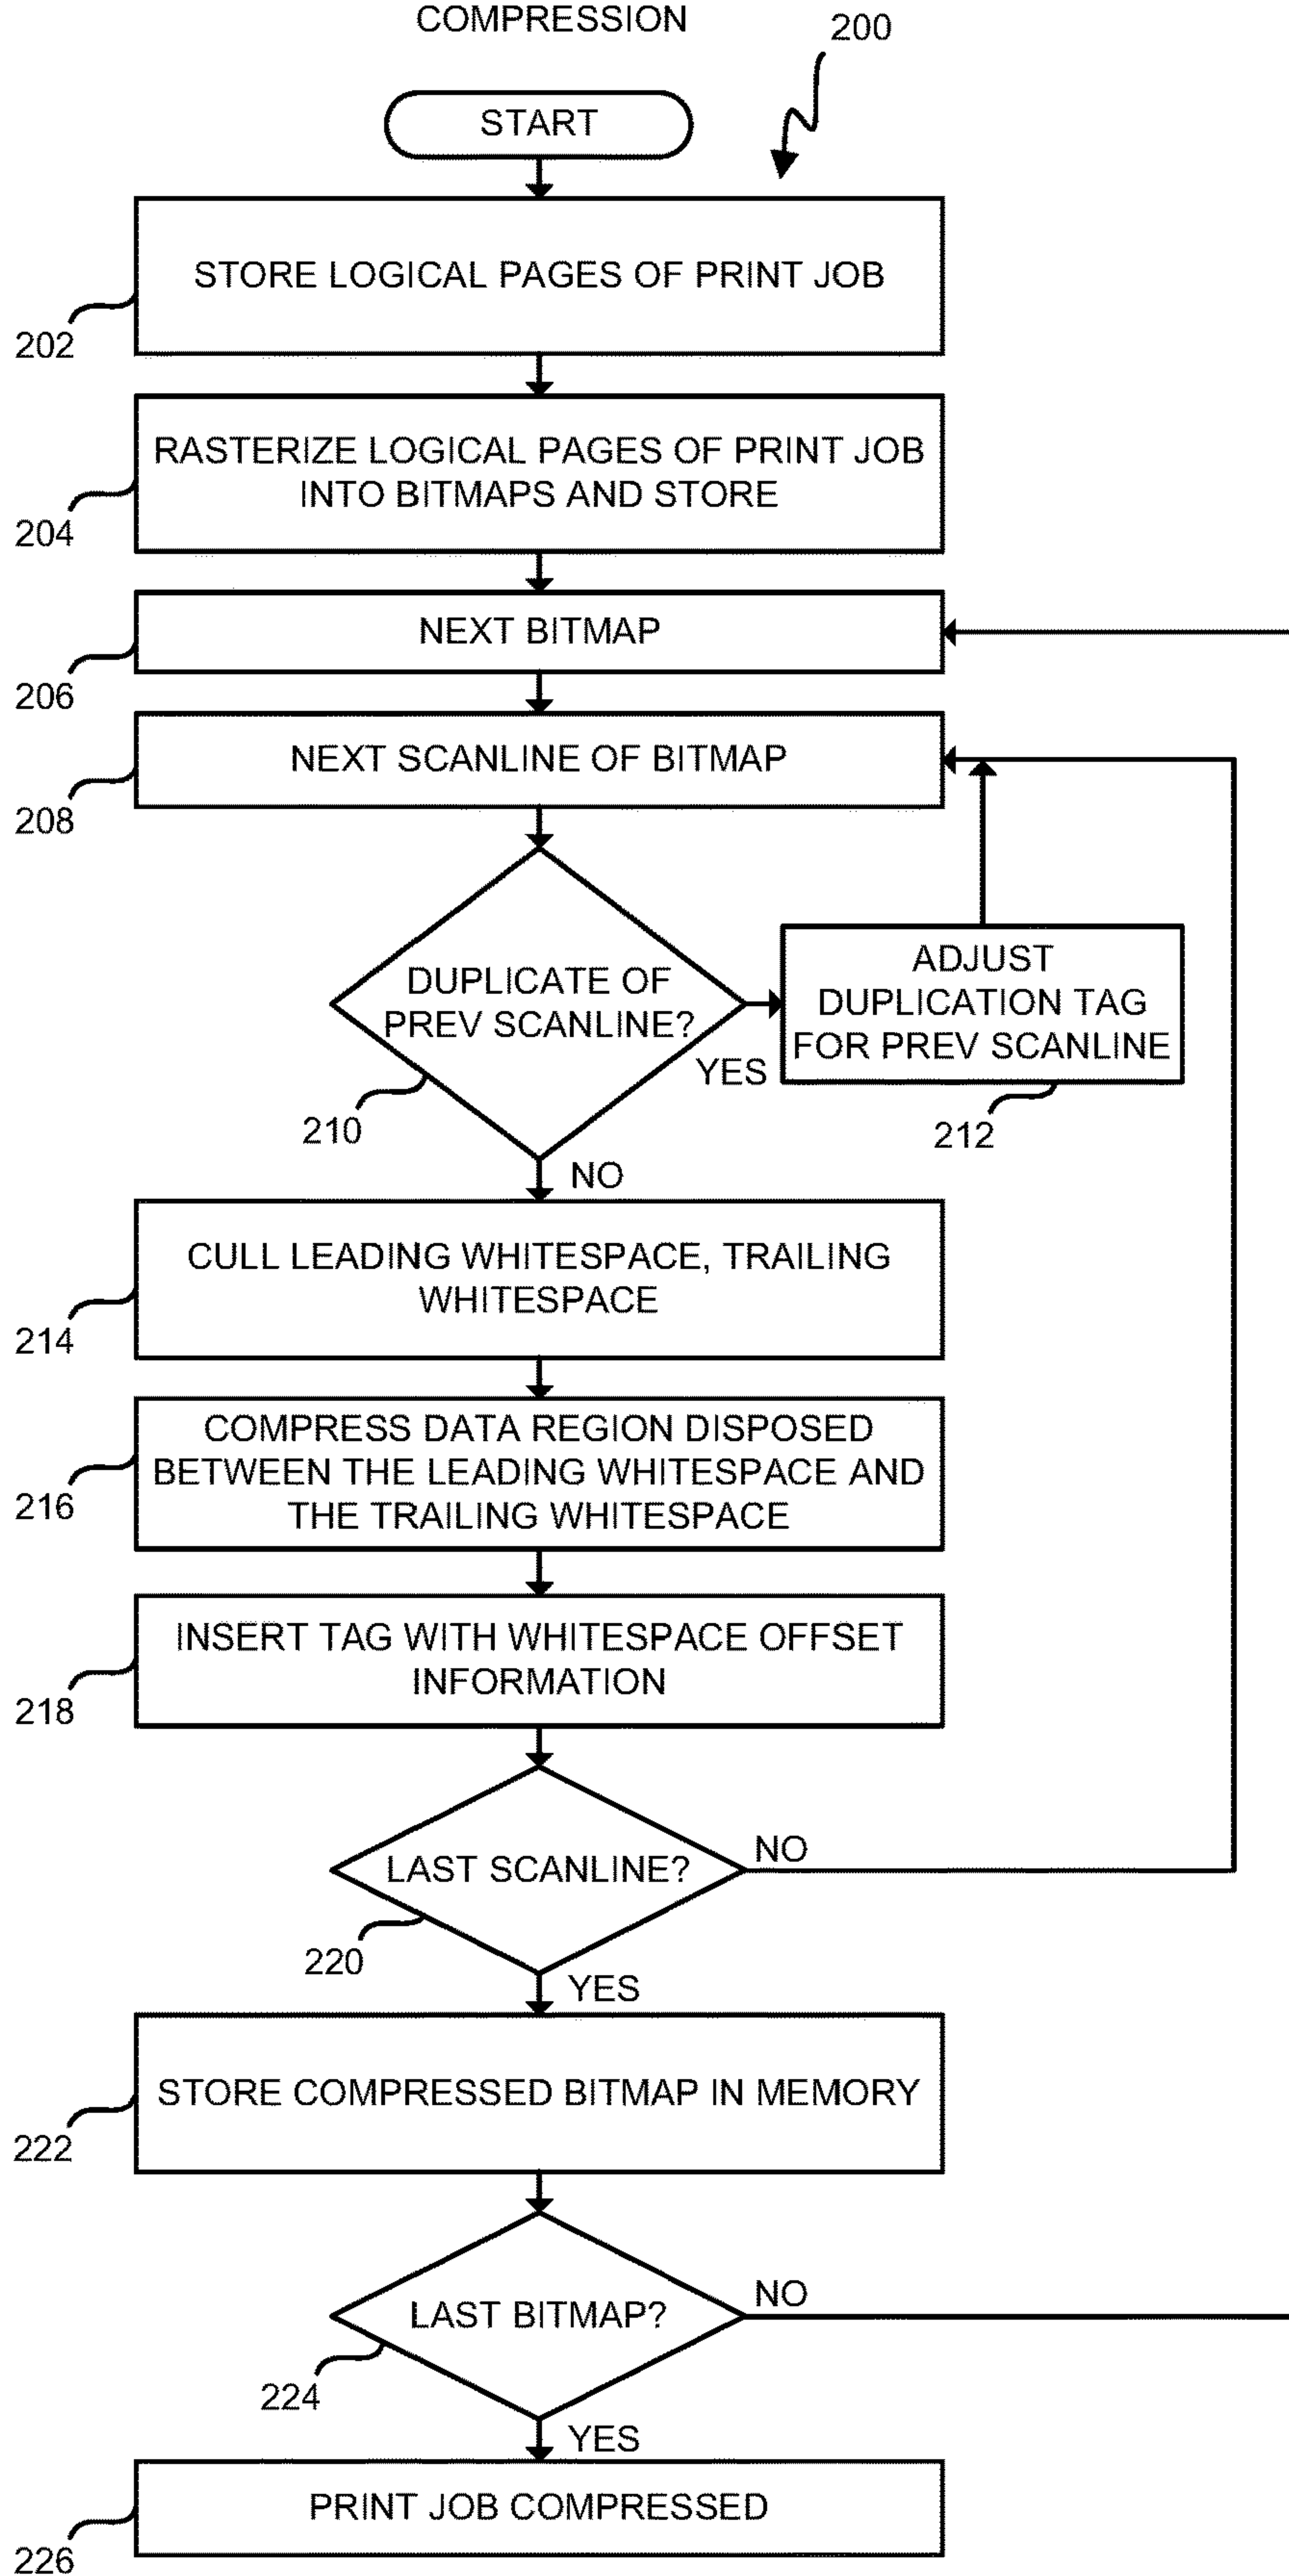 COMPRESSION
200
START
STORE LOGICAL PAGES OF PRINT JOB
202
RASTERIZE LOGICAL PAGES OF PRINT JOB
INTO BITMAPS AND STORE
204
NEXT BITMAP
206
NEXT SCANLINE OF BITMAP
208
DUPLICATE OF
PREV SCANLINE?
YES
210
ADJUST
DUPLICATION TAG
FOR PREV SCANLINE
212
NO
CULL LEADING WHITESPACE, TRAILING
WHITESPACE
214
COMPRESS DATA REGION DISPOSED
BETWEEN THE LEADING WHITESPACE AND
THE TRAILING WHITESPACE
216
INSERT TAG WITH WHITESPACE OFFSET
INFORMATION
218
LAST SCANLINE?
NO
220
YES
STORE COMPRESSED BITMAP IN MEMORY
222
LAST BITMAP?
NO
224
YES
PRINT JOB COMPRESSED
226